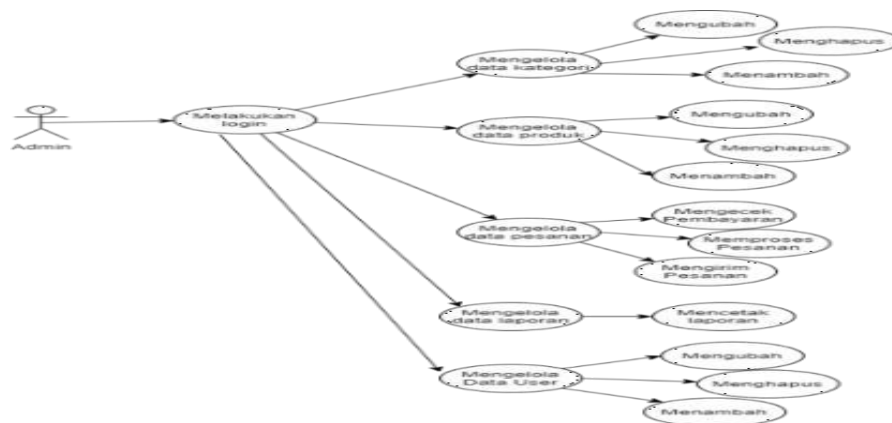 Admin
Melakukan
login
Mengelola
data kategori
Mengubah
Menghapus
Menambah
Mengelola
data produk
Mengubah
Menghapus
Menambah
Mengelola
data pesanan
Mengecek
Pembayaran
Memproses
Pesanan
Mengirim
Pesanan
Mengelola
data laporan
Mencetak
laporan
Mengelola
Data User
Mengubah
Menghapus
Menambah